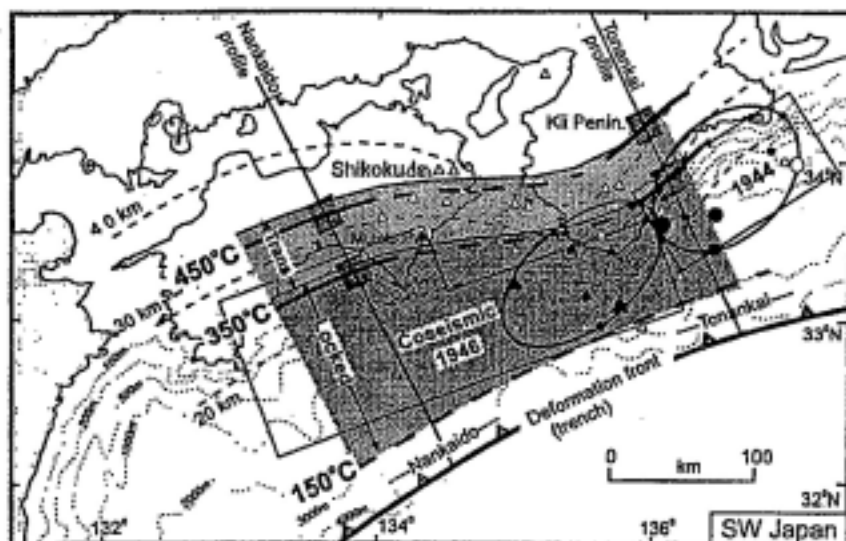 Nankaido
profile
Tonankai
profile
Kii Penin.
Shikoku
40 km
450°C
30 km
350°C
20 km
150°C
trans
locked
Coseismic
1946
1944
34°N
33°N
32°N
Tonankai
Deformation front
(trench)
Nankaido
0 km 100
132° 134° 136°
SW Japan